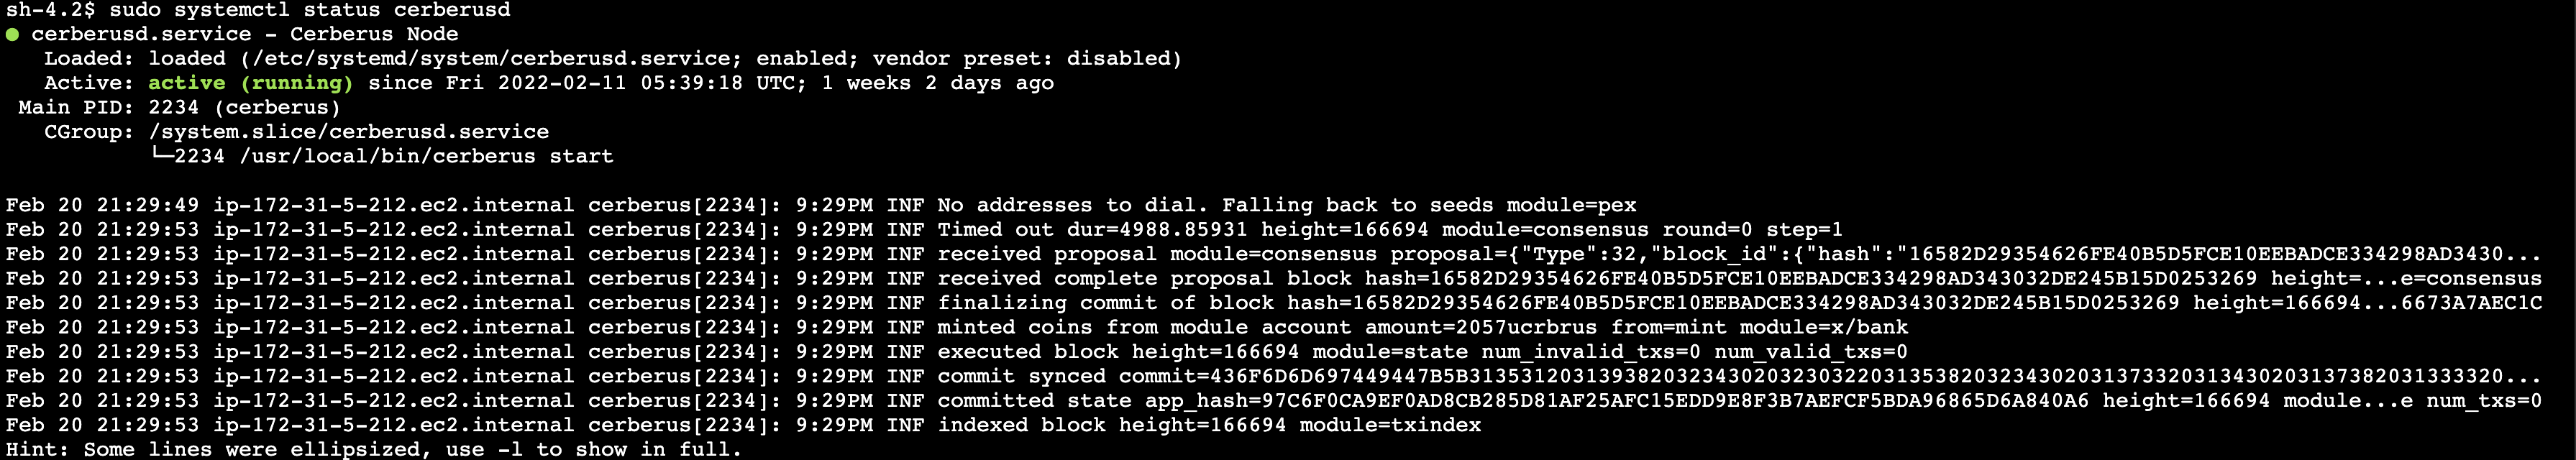 sh-4.2$ sudo systemctl status cerberusd
● cerberusd.service - Cerberus Node
   Loaded: loaded (/etc/systemd/system/cerberusd.service; enabled; vendor preset: disabled)
   Active: active (running) since Fri 2022-02-11 05:39:18 UTC; 1 weeks 2 days ago
 Main PID: 2234 (cerberus)
   CGroup: /system.slice/cerberusd.service
           └─2234 /usr/local/bin/cerberus start

Feb 20 21:29:49 ip-172-31-5-212.ec2.internal cerberus[2234]: 9:29PM INF No addresses to dial. Falling back to seeds module=pex
Feb 20 21:29:53 ip-172-31-5-212.ec2.internal cerberus[2234]: 9:29PM INF Timed out dur=4988.85931 height=166694 module=consensus round=0 step=1
Feb 20 21:29:53 ip-172-31-5-212.ec2.internal cerberus[2234]: 9:29PM INF received proposal module=consensus proposal={"Type":32,"block_id":{"hash":"16582D29354626FE40B5D5FCE10EEBADCE334298AD3430...
Feb 20 21:29:53 ip-172-31-5-212.ec2.internal cerberus[2234]: 9:29PM INF received complete proposal block hash=16582D29354626FE40B5D5FCE10EEBADCE334298AD343032DE245B15D0253269 height=...e=consensus
Feb 20 21:29:53 ip-172-31-5-212.ec2.internal cerberus[2234]: 9:29PM INF finalizing commit of block hash=16582D29354626FE40B5D5FCE10EEBADCE334298AD343032DE245B15D0253269 height=166694...6673A7AEC1C
Feb 20 21:29:53 ip-172-31-5-212.ec2.internal cerberus[2234]: 9:29PM INF minted coins from module account amount=2057ucrbrus from=mint module=x/bank
Feb 20 21:29:53 ip-172-31-5-212.ec2.internal cerberus[2234]: 9:29PM INF executed block height=166694 module=state num_invalid_txs=0 num_valid_txs=0
Feb 20 21:29:53 ip-172-31-5-212.ec2.internal cerberus[2234]: 9:29PM INF commit synced commit=436F6D6D697449447B5B3135312031393820323430203230322031353820323430203137332031343020313738203133332​0...
Feb 20 21:29:53 ip-172-31-5-212.ec2.internal cerberus[2234]: 9:29PM INF committed state app_hash=97C6F0CA9EF0AD8CB285D81AF25AFC15EDD9E8F3B7AEFCF5BDA96865D6A840A6 height=166694 module...e num_txs=0
Feb 20 21:29:53 ip-172-31-5-212.ec2.internal cerberus[2234]: 9:29PM INF indexed block height=166694 module=txindex
Hint: Some lines were ellipsized, use -l to show in full.